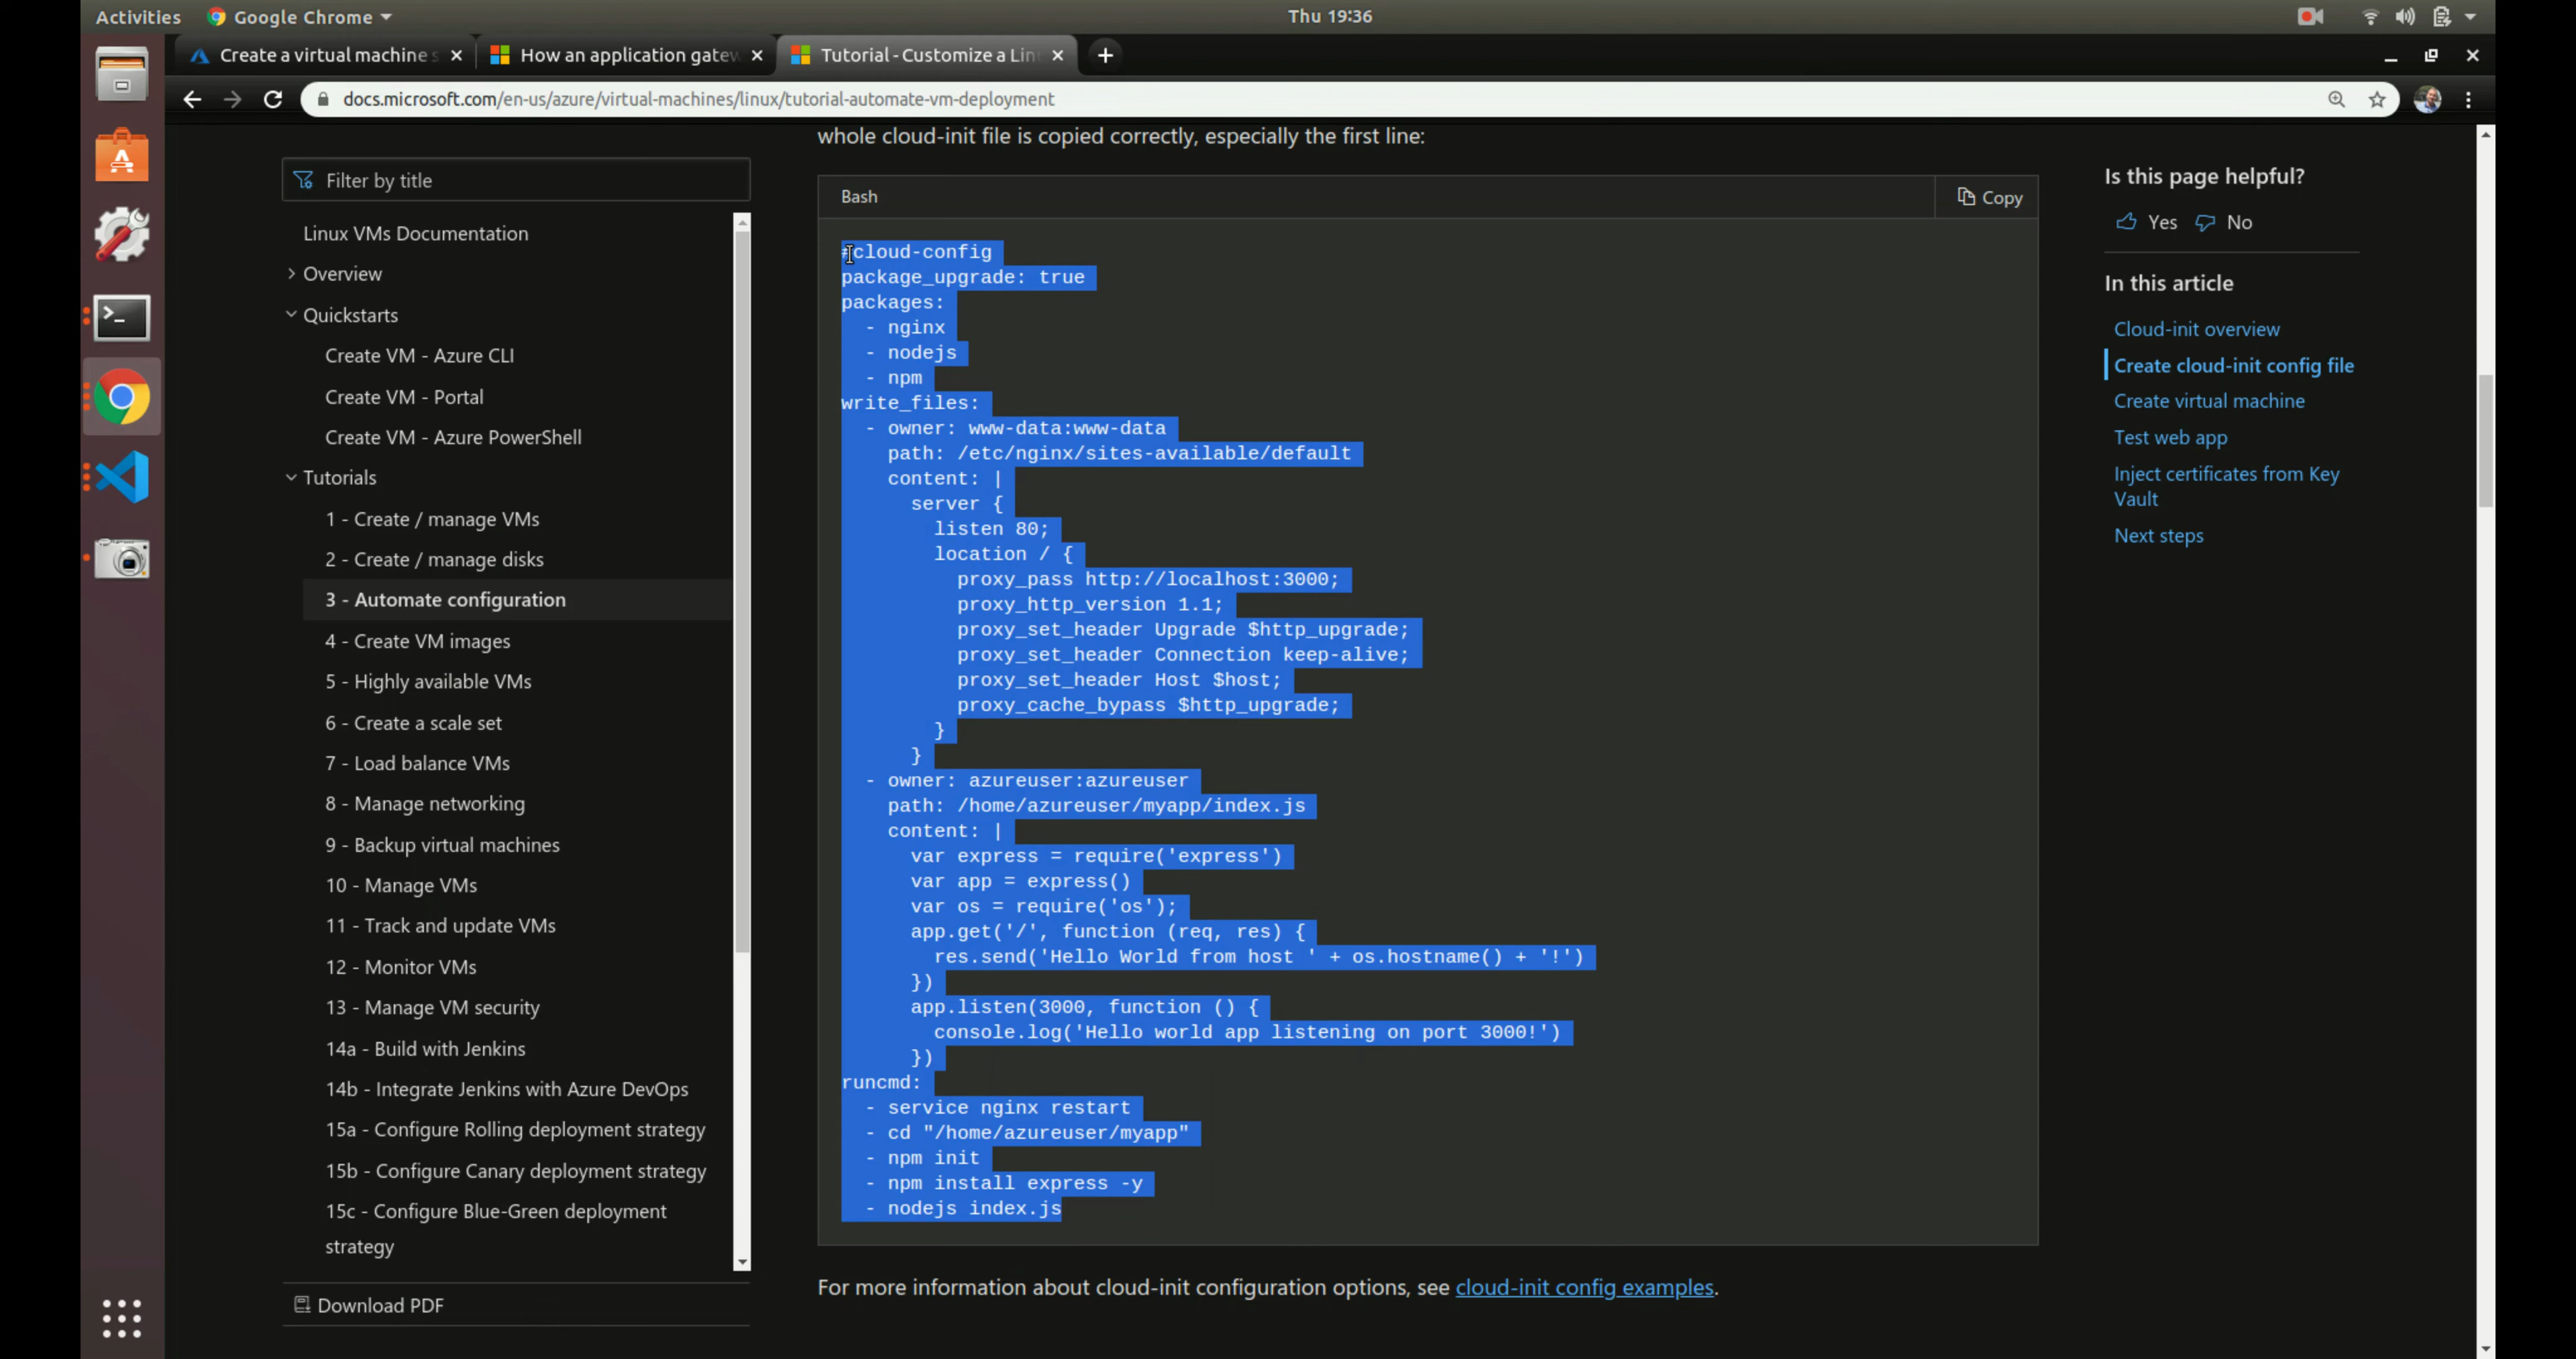 Activities
Google Chrome
Thu 19:36
Create a virtual machine s
How an application gatew
Tutorial - Customize a Lin
docs.microsoft.com/en-us/azure/virtual-machines/linux/tutorial-automate-vm-deployment
Filter by title
Linux VMs Documentation
Overview
Quickstarts
Create VM - Azure CLI
Create VM - Portal
Create VM - Azure PowerShell
Tutorials
1 - Create / manage VMs
2 - Create / manage disks
3 - Automate configuration
4 - Create VM images
5 - Highly available VMs
6 - Create a scale set
7 - Load balance VMs
8 - Manage networking
9 - Backup virtual machines
10 - Manage VMs
11 - Track and update VMs
12 - Monitor VMs
13 - Manage VM security
14a - Build with Jenkins
14b - Integrate Jenkins with Azure DevOps
15a - Configure Rolling deployment strategy
15b - Configure Canary deployment strategy
15c - Configure Blue-Green deployment
strategy
Download PDF
whole cloud-init file is copied correctly, especially the first line:
Bash
Copy
#cloud-config
package_upgrade: true
packages:
  - nginx
  - nodejs
  - npm
write_files:
  - owner: www-data:www-data
    path: /etc/nginx/sites-available/default
    content: |
      server {
        listen 80;
        location / {
          proxy_pass http://localhost:3000;
          proxy_http_version 1.1;
          proxy_set_header Upgrade $http_upgrade;
          proxy_set_header Connection keep-alive;
          proxy_set_header Host $host;
          proxy_cache_bypass $http_upgrade;
        }
      }
  - owner: azureuser:azureuser
    path: /home/azureuser/myapp/index.js
    content: |
      var express = require('express')
      var app = express()
      var os = require('os');
      app.get('/', function (req, res) {
        res.send('Hello World from host ' + os.hostname() + '!')
      })
      app.listen(3000, function () {
        console.log('Hello world app listening on port 3000!')
      })
runcmd:
  - service nginx restart
  - cd "/home/azureuser/myapp"
  - npm init
  - npm install express -y
  - nodejs index.js
For more information about cloud-init configuration options, see cloud-init config examples.
Is this page helpful?
Yes
No
In this article
Cloud-init overview
Create cloud-init config file
Create virtual machine
Test web app
Inject certificates from Key
Vault
Next steps